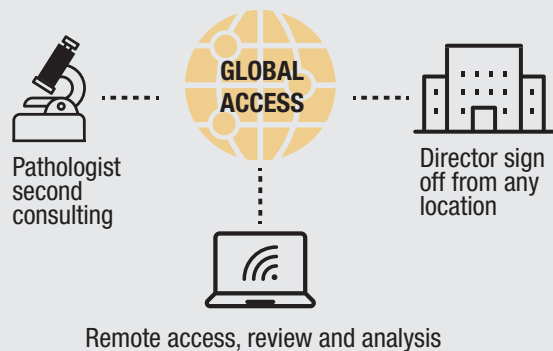 GLOBAL
ACCESS
Pathologist
second
consulting
Director sign
off from any
location
Remote access, review and analysis